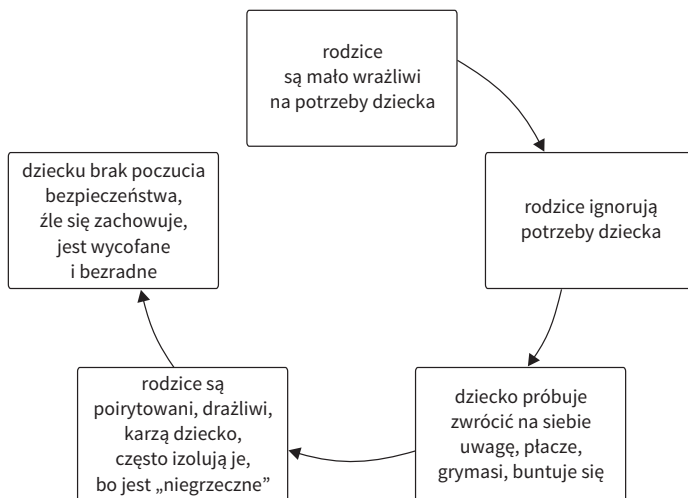 rodzice
są mało wrażliwi
na potrzeby dziecka
rodzice ignorują
potrzeby dziecka
dziecko próbuje
zwrócić na siebie
uwagę, płacze,
grymasi, buntuje się
rodzice są
poirytowani, drażliwi,
karzą dziecko,
często izolują je,
bo jest „niegrzeczne”
dziecku brak poczucia
bezpieczeństwa,
źle się zachowuje,
jest wycofane
i bezradne